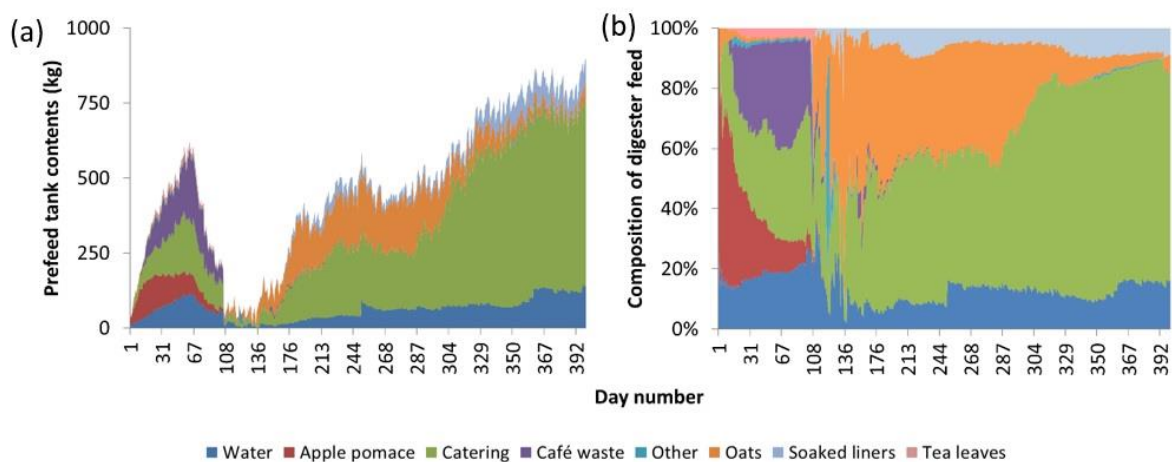 (a)
Prefeed tank contents (kg)
1000
750
500
250
0
1 31 67 108 136 176 213 244 268 287 304 329 350 367 392
(b)
Composition of digester feed
100%
80%
60%
40%
20%
0%
1 31 67 108 136 176 213 244 268 287 304 329 350 367 392
Day number
Water Apple pomace Catering Café waste Other Oats Soaked liners Tea leaves